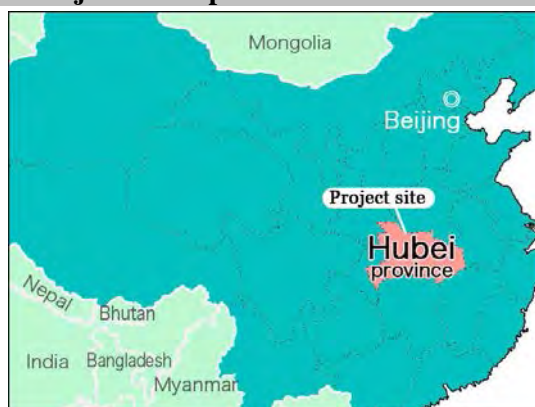 Mongolia
Beijing
Project site
Hubei
province
Nepal
Bhutan
India
Bangladesh
Myanmar